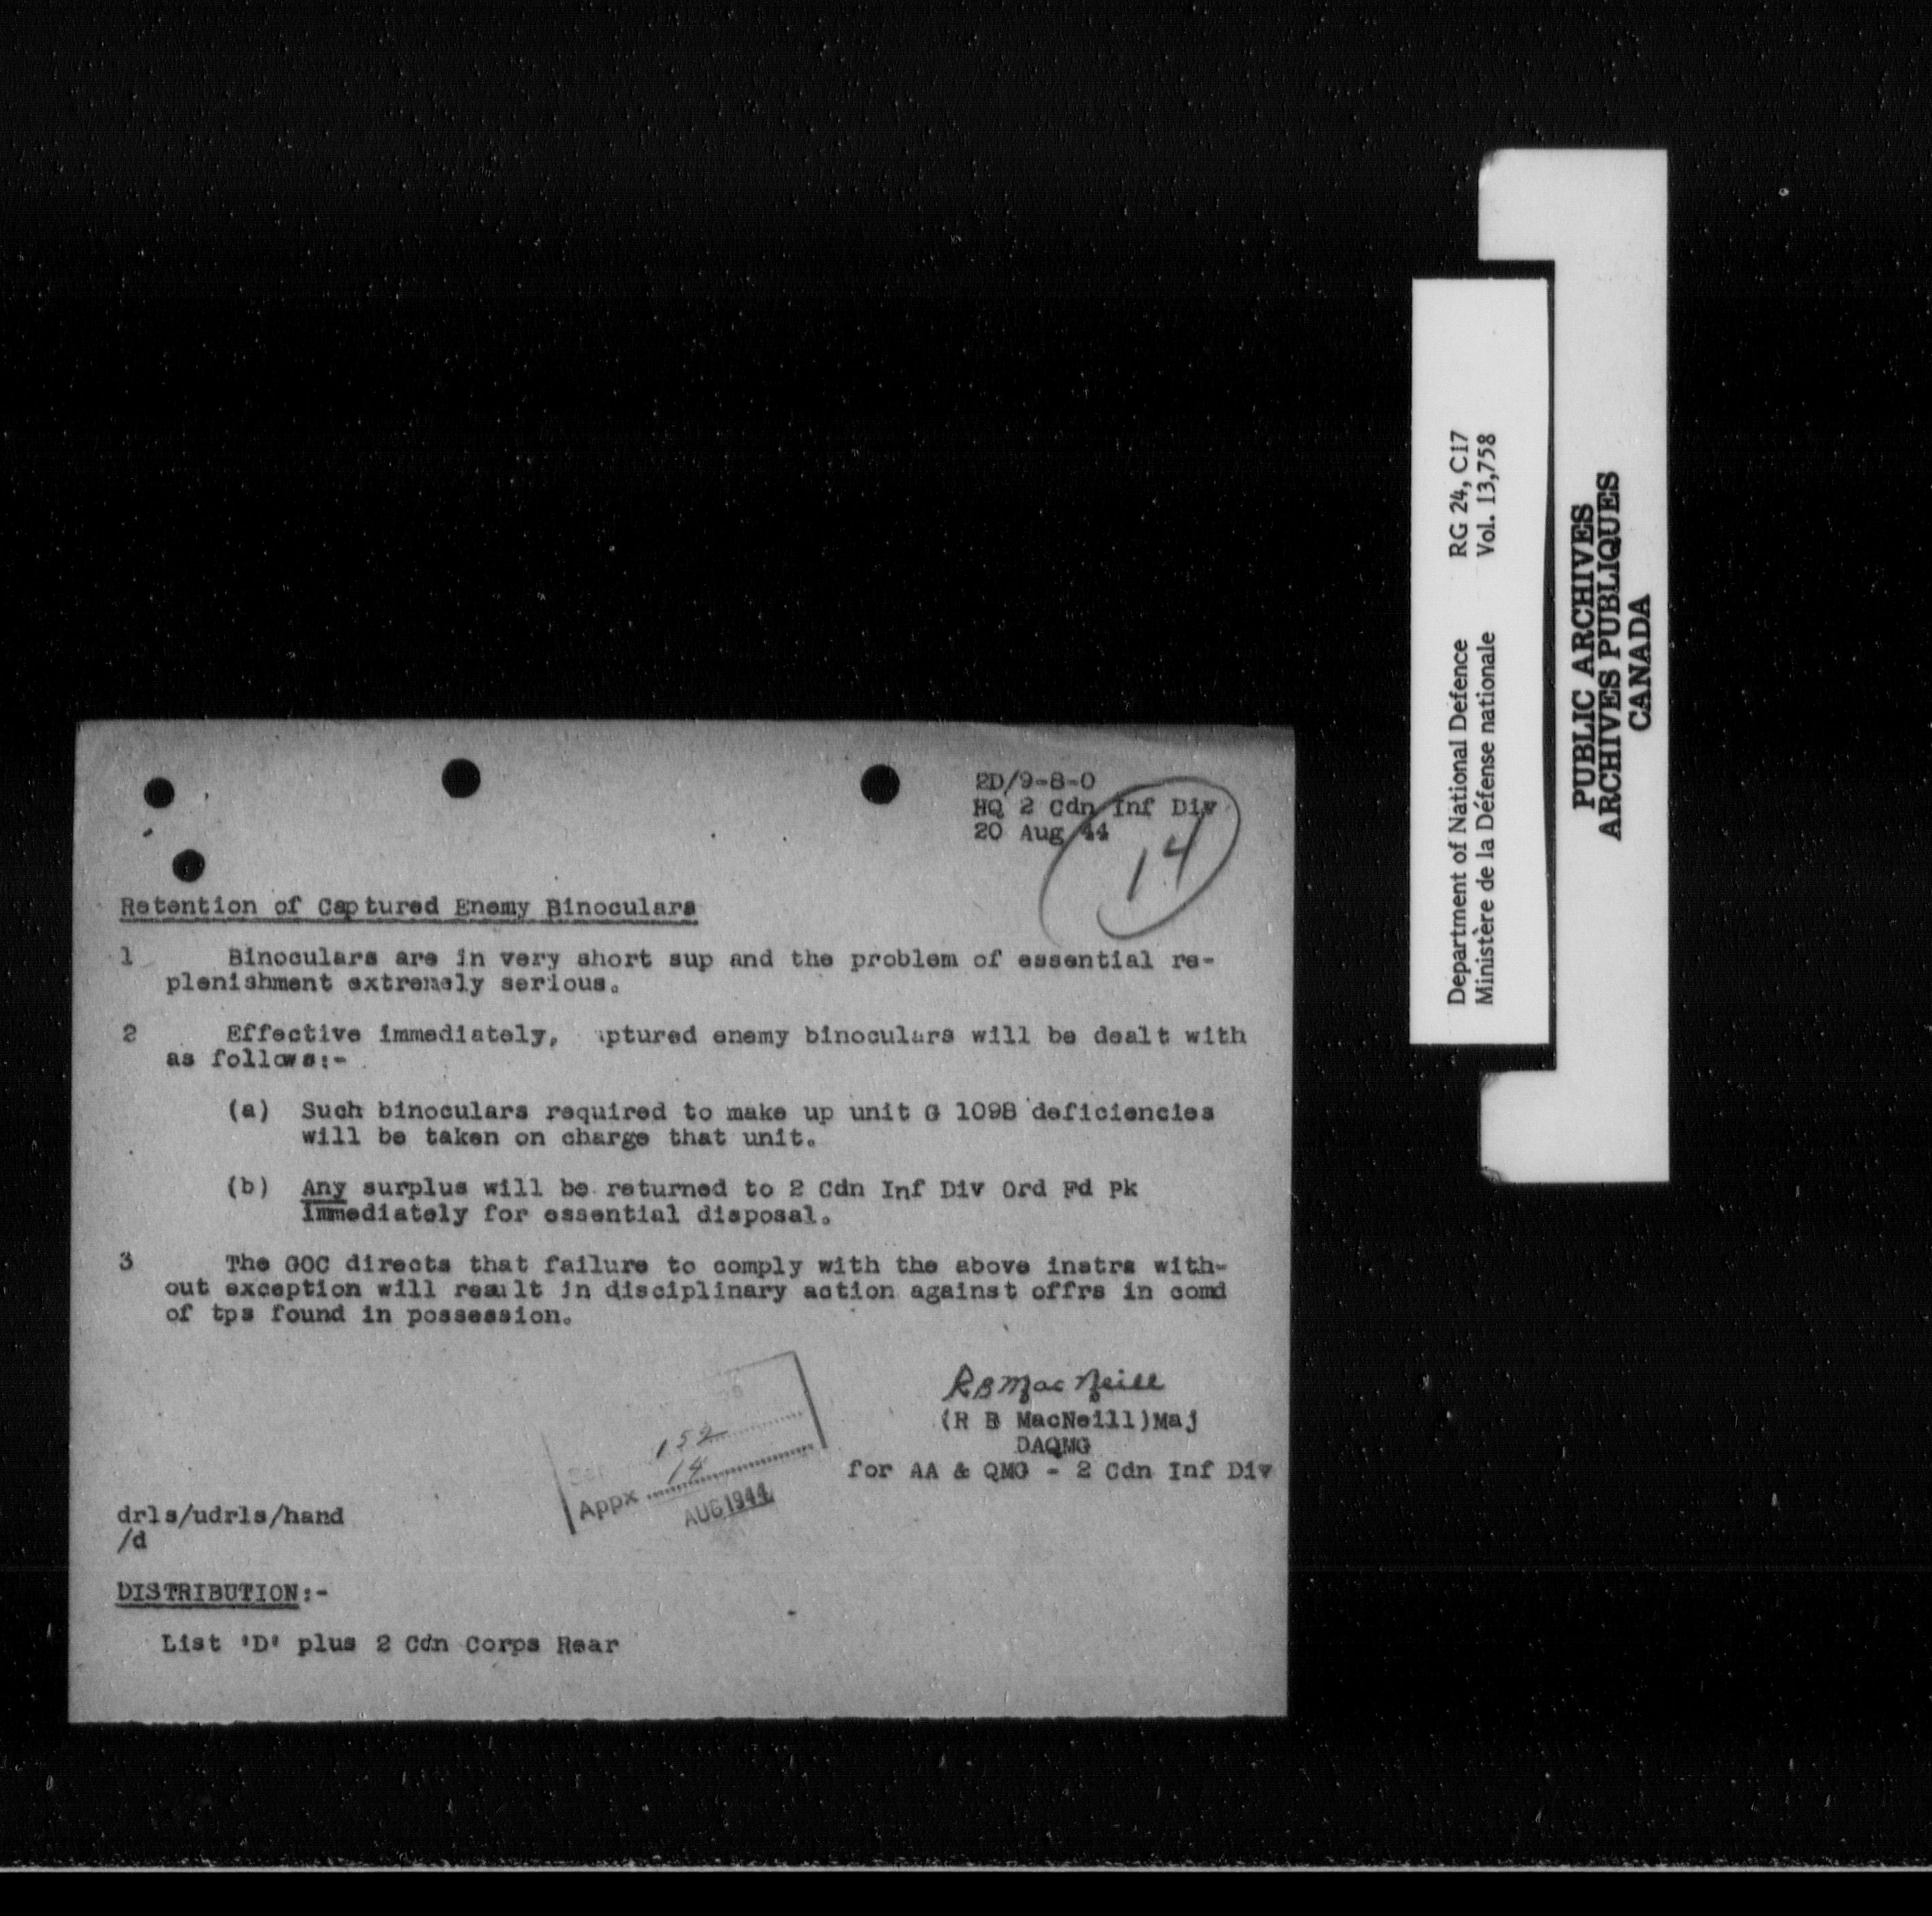 2D/9-8-0
HQ 2 Cdn Inf Div
20 Aug 44
14
Retention of Captured Enemy Binoculars
1 Binoculars are in very short sup and the problem of essential re-
plenishment extremely serious.
2 Effective immediately, ptured enemy binoculars will be dealt with
as follows:-
(a) Such binoculars required to make up unit G 1098 deficiencies
will be taken on charge that unit.
(b) Any surplus will be returned to 2 Cdn Inf Div Ord Fd Pk
immediately for essential disposal.
3 The GOC directs that failure to comply with the above instrs with-
out exception will result in disciplinary action against offrs in comd
of tps found in possession.
R B MacNeill
(R B MacNeill)Maj
DAQMG
for AA & QMG - 2 Cdn Inf Div
152
14
Appx
AUG 1944
drls/udrls/hand
/d
DISTRIBUTION:-
List 'D' plus 2 Cdn Corps Rear
Department of National Defence RG 24, C17
Ministère de la Défense nationale Vol. 13,758
PUBLIC ARCHIVES
ARCHIVES PUBLIQUES
CANADA